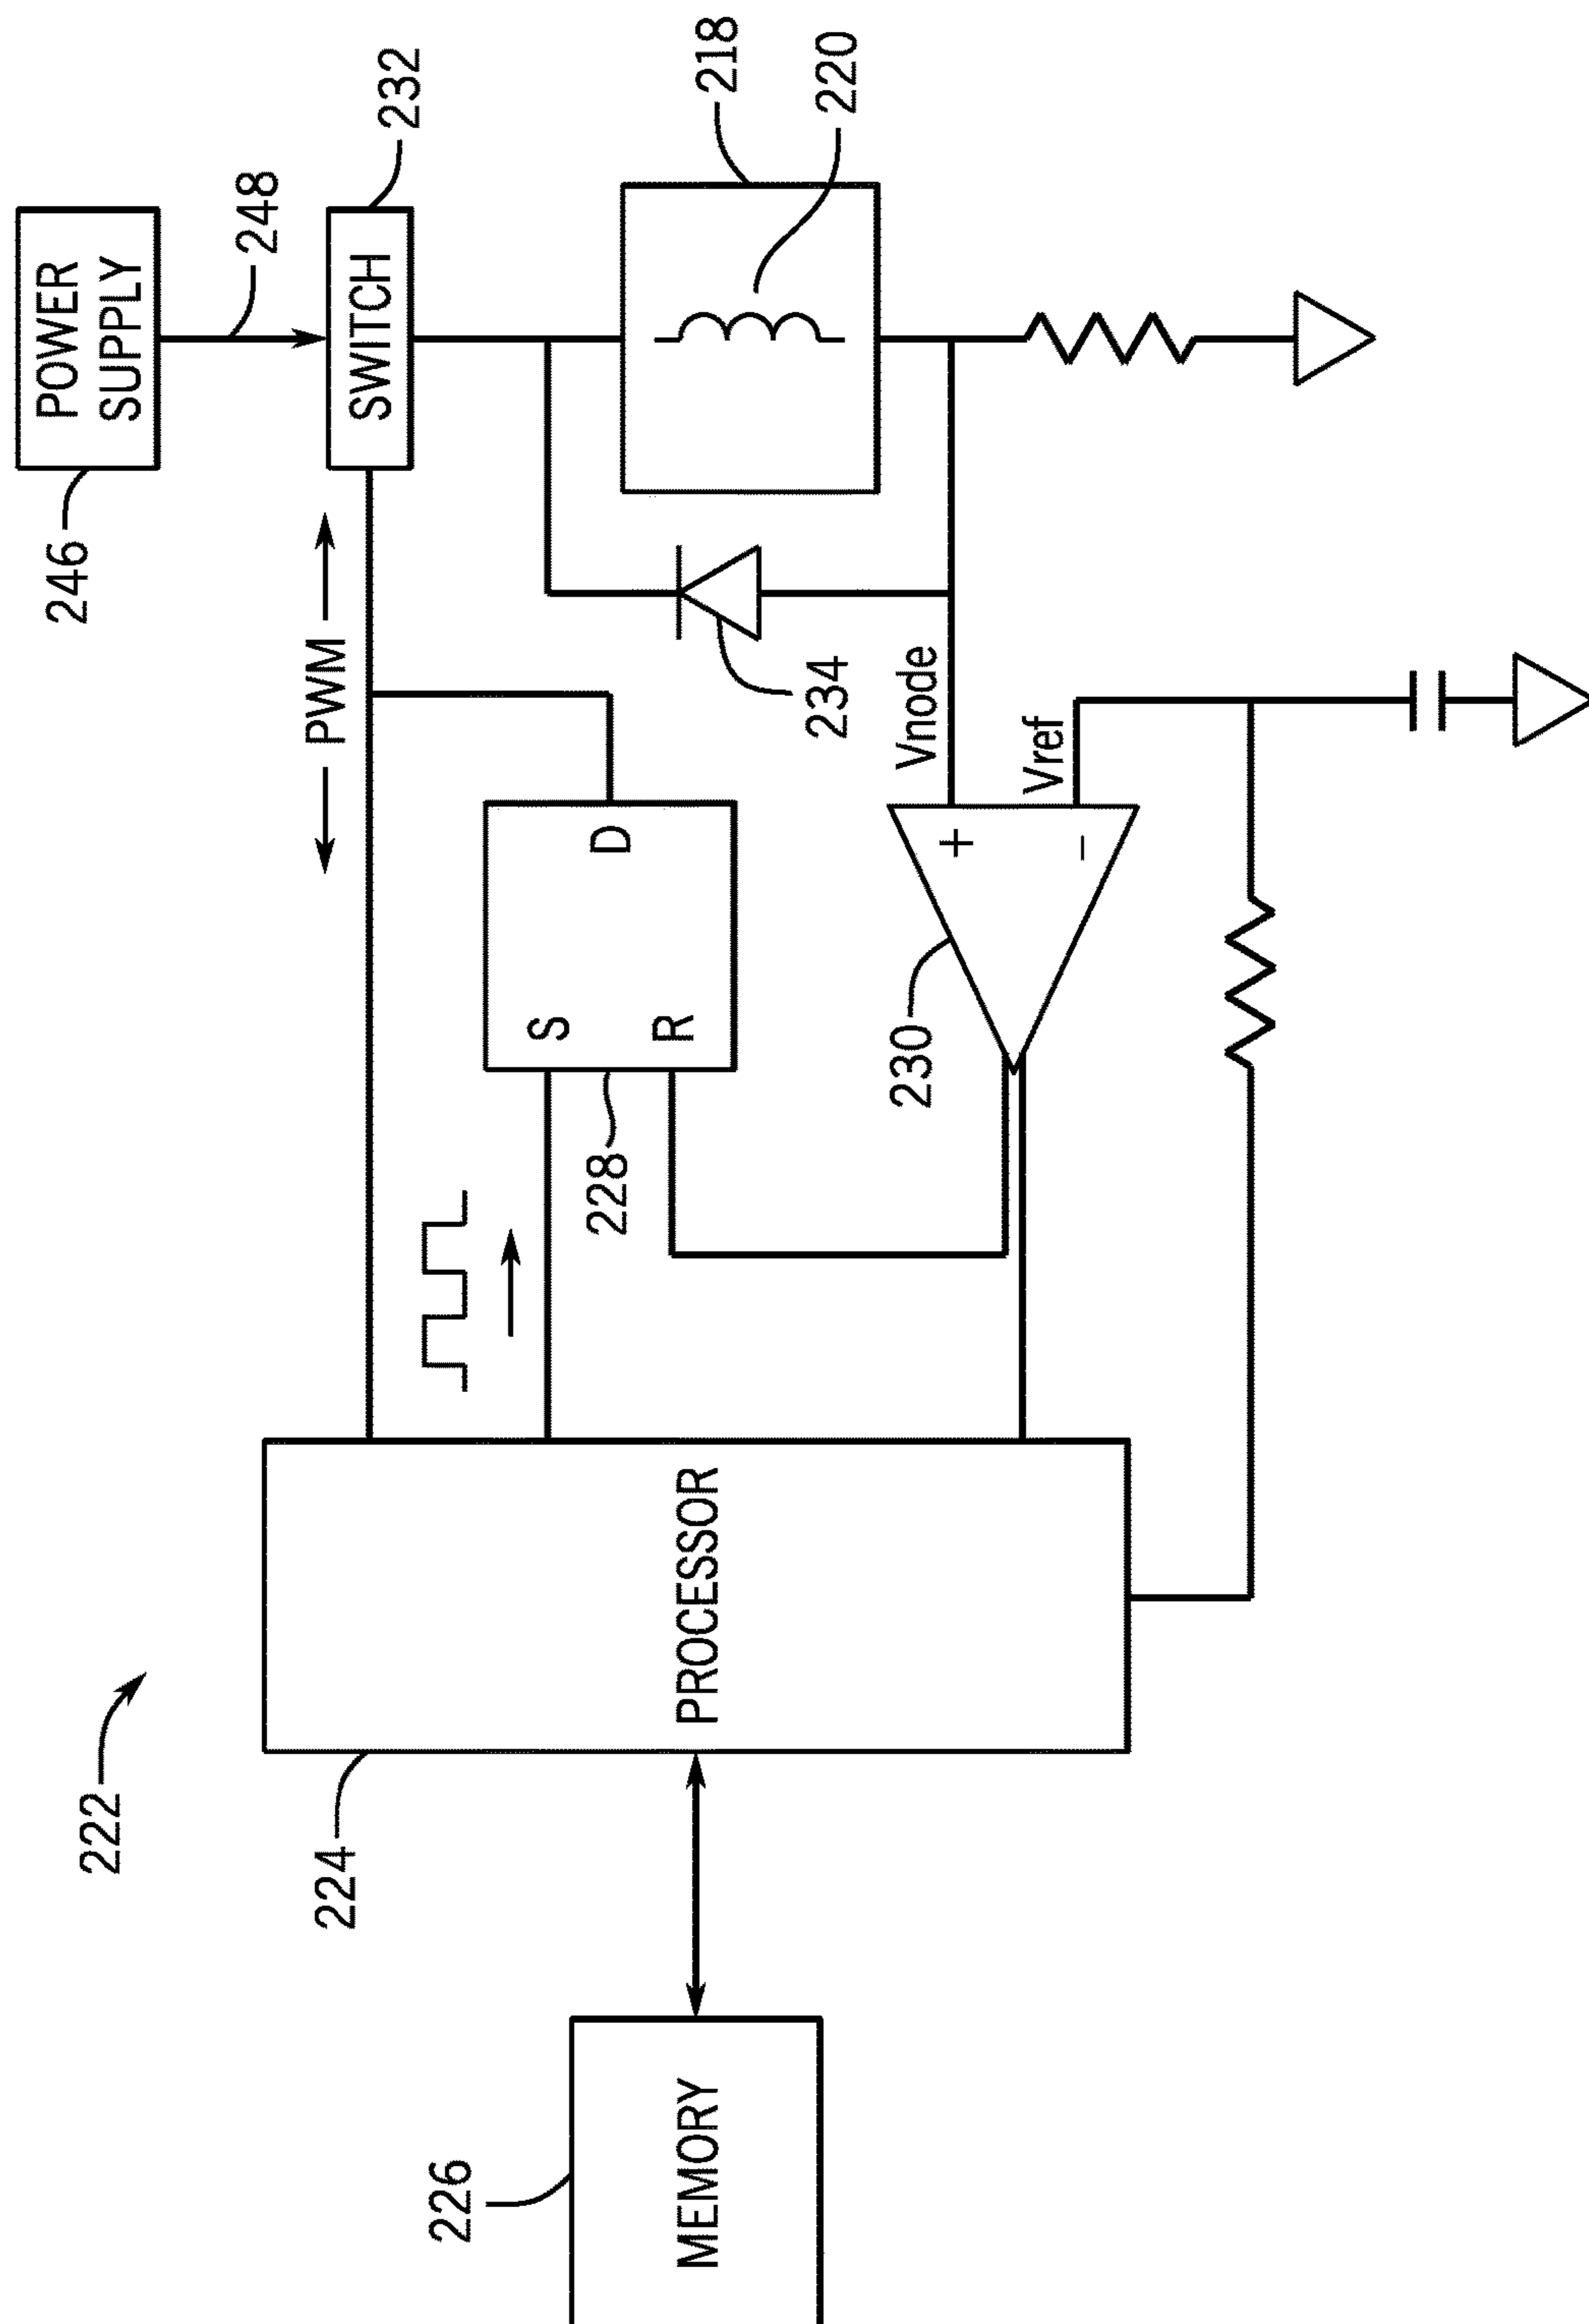 222
226
MEMORY
224
PROCESSOR
PWM
228
S
R
D
230
+
−
Vnode
Vref
234
246
POWER
SUPPLY
248
SWITCH
232
218
220